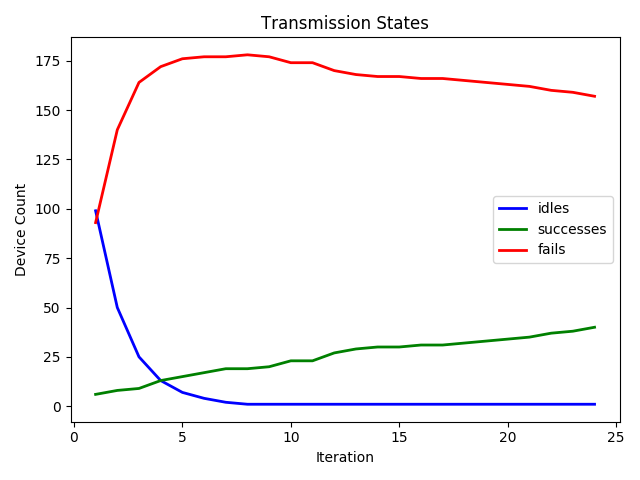 Transmission States
Device Count
175
150
125
100
75
50
25
0
idles
successes
fails
0 5 10 15 20 25
Iteration